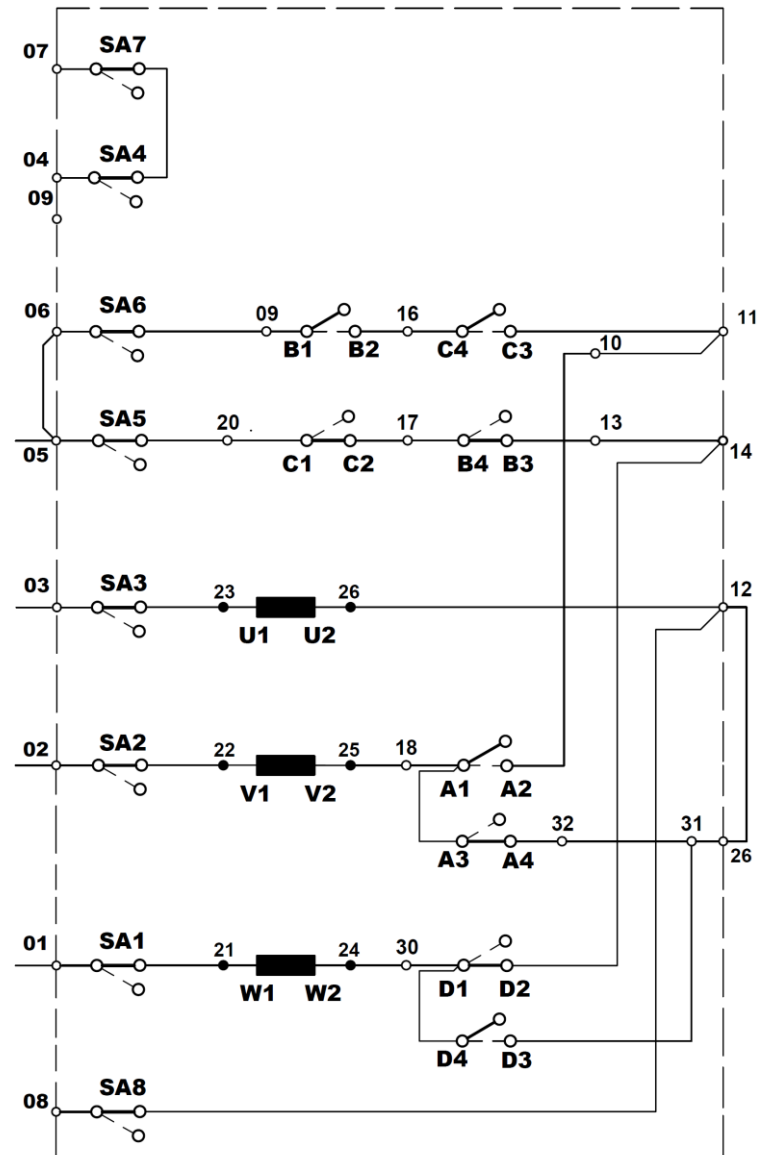 07 SA7
04 SA4
09
06 SA6 09 B1 B2 16 C4 C3 11
10
05 SA5 20 C1 C2 17 B4 B3 13 14
03 SA3 23 U1 U2 26 12
02 SA2 22 V1 V2 25 18 A1 A2
A3 A4 32 31 26
01 SA1 21 W1 W2 24 30 D1 D2
D4 D3
08 SA8